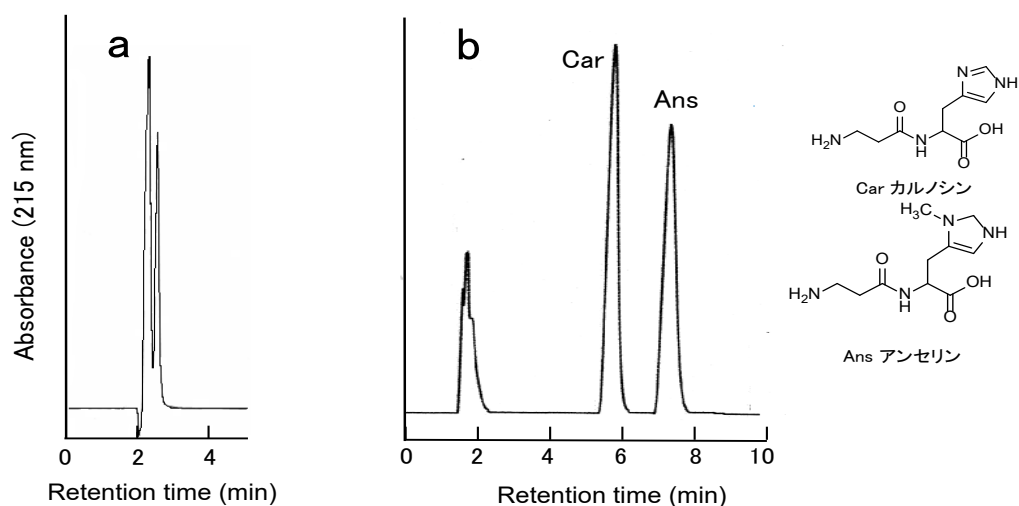 a
Absorbance (215 nm)
0 2 4
Retention time (min)
b
Car
Ans
0 2 4 6 8 10
Retention time (min)
N
NH
O
OH
H₂N
N
H
O
Car カルノシン
H₃C
N
NH
O
OH
H₂N
N
H
O
Ans アンセリン